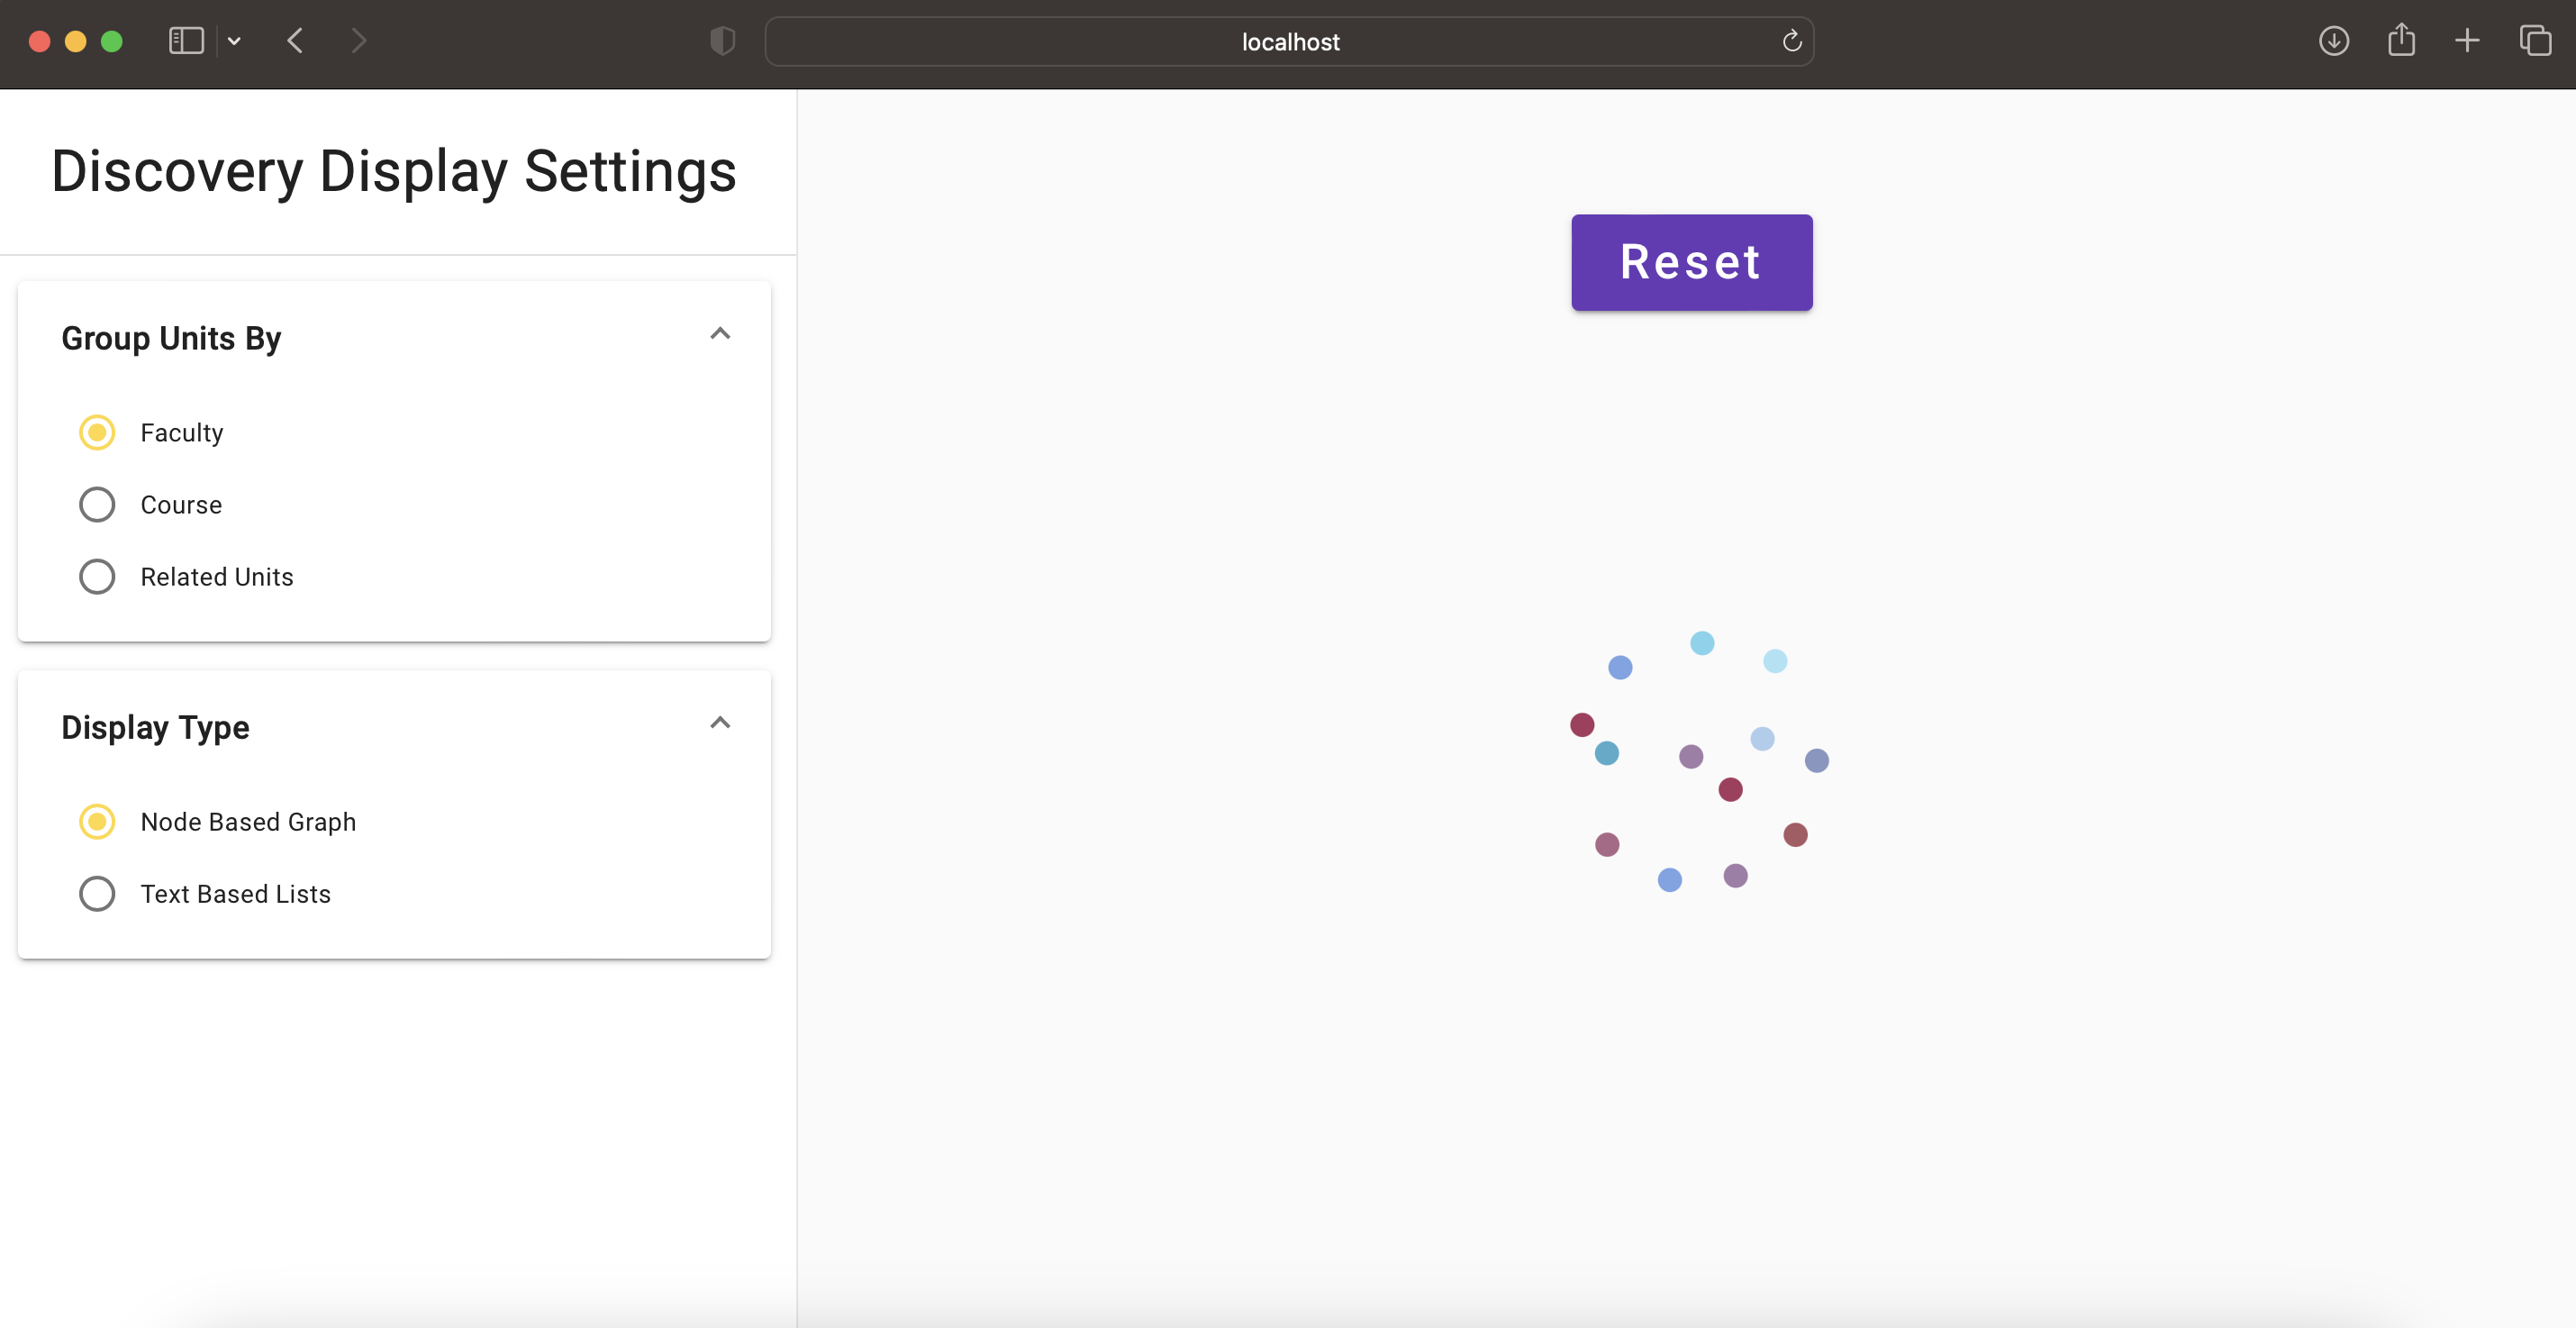 localhost
Discovery Display Settings
Reset
Group Units By
Faculty
Course
Related Units
Display Type
Node Based Graph
Text Based Lists